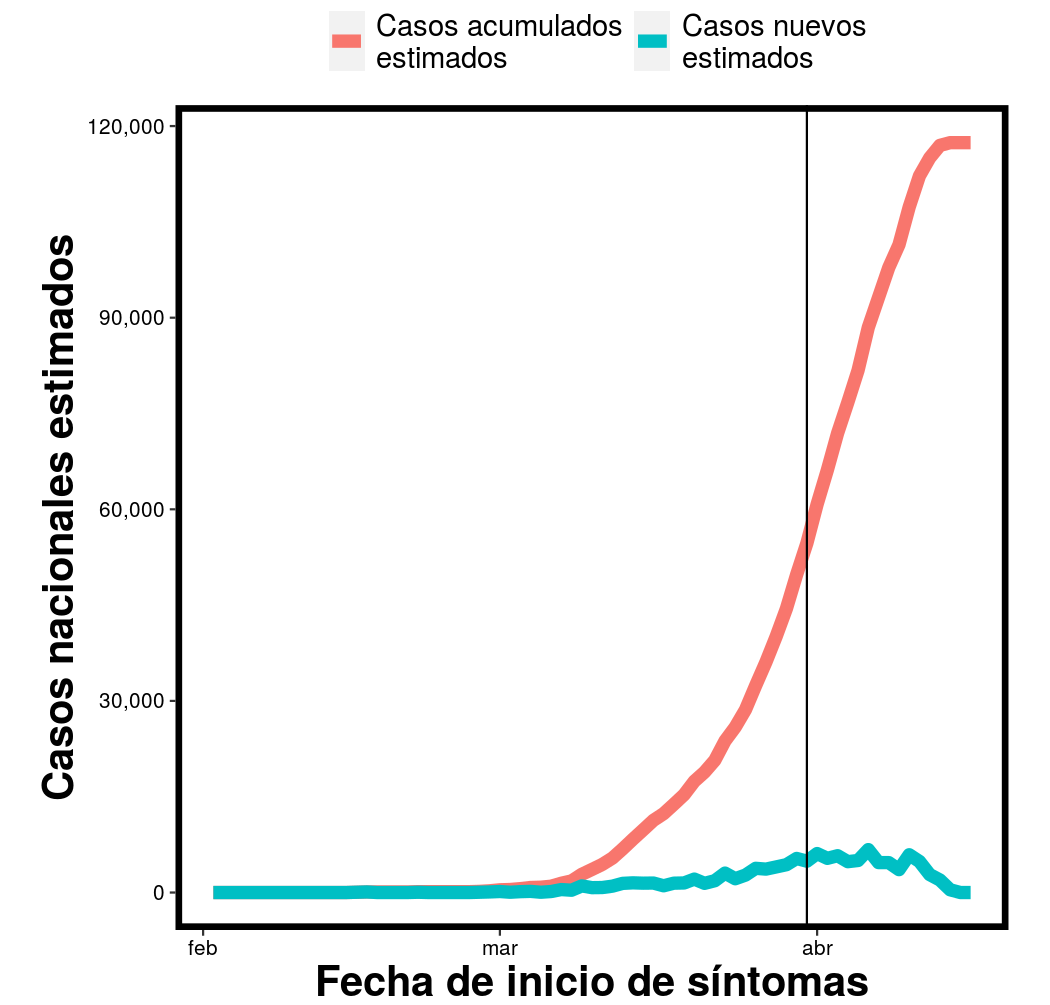 Casos acumulados
estimados
Casos nuevos
estimados
Casos nacionales estimados
120,000
90,000
60,000
30,000
0
feb
mar
abr
Fecha de inicio de síntomas